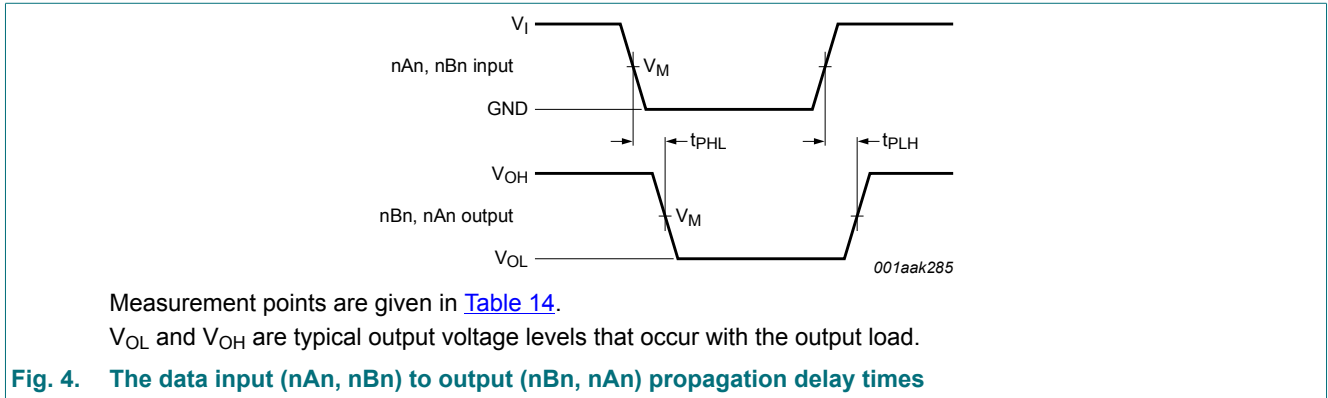 VI
nAn, nBn input
VM
GND
tPHL
tPLH
VOH
nBn, nAn output
VM
VOL
001aak285
Measurement points are given in Table 14.
VOL and VOH are typical output voltage levels that occur with the output load.
Fig. 4. The data input (nAn, nBn) to output (nBn, nAn) propagation delay times